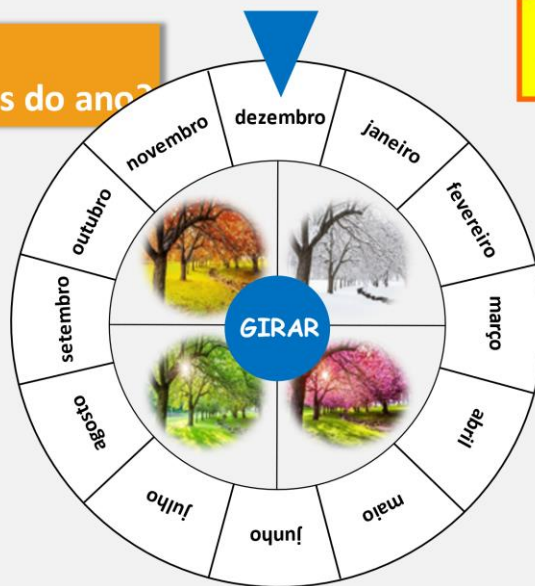 s do ano?
dezembro
janeiro
fevereiro
março
abril
maio
junho
julho
agosto
setembro
outubro
novembro
GIRAR